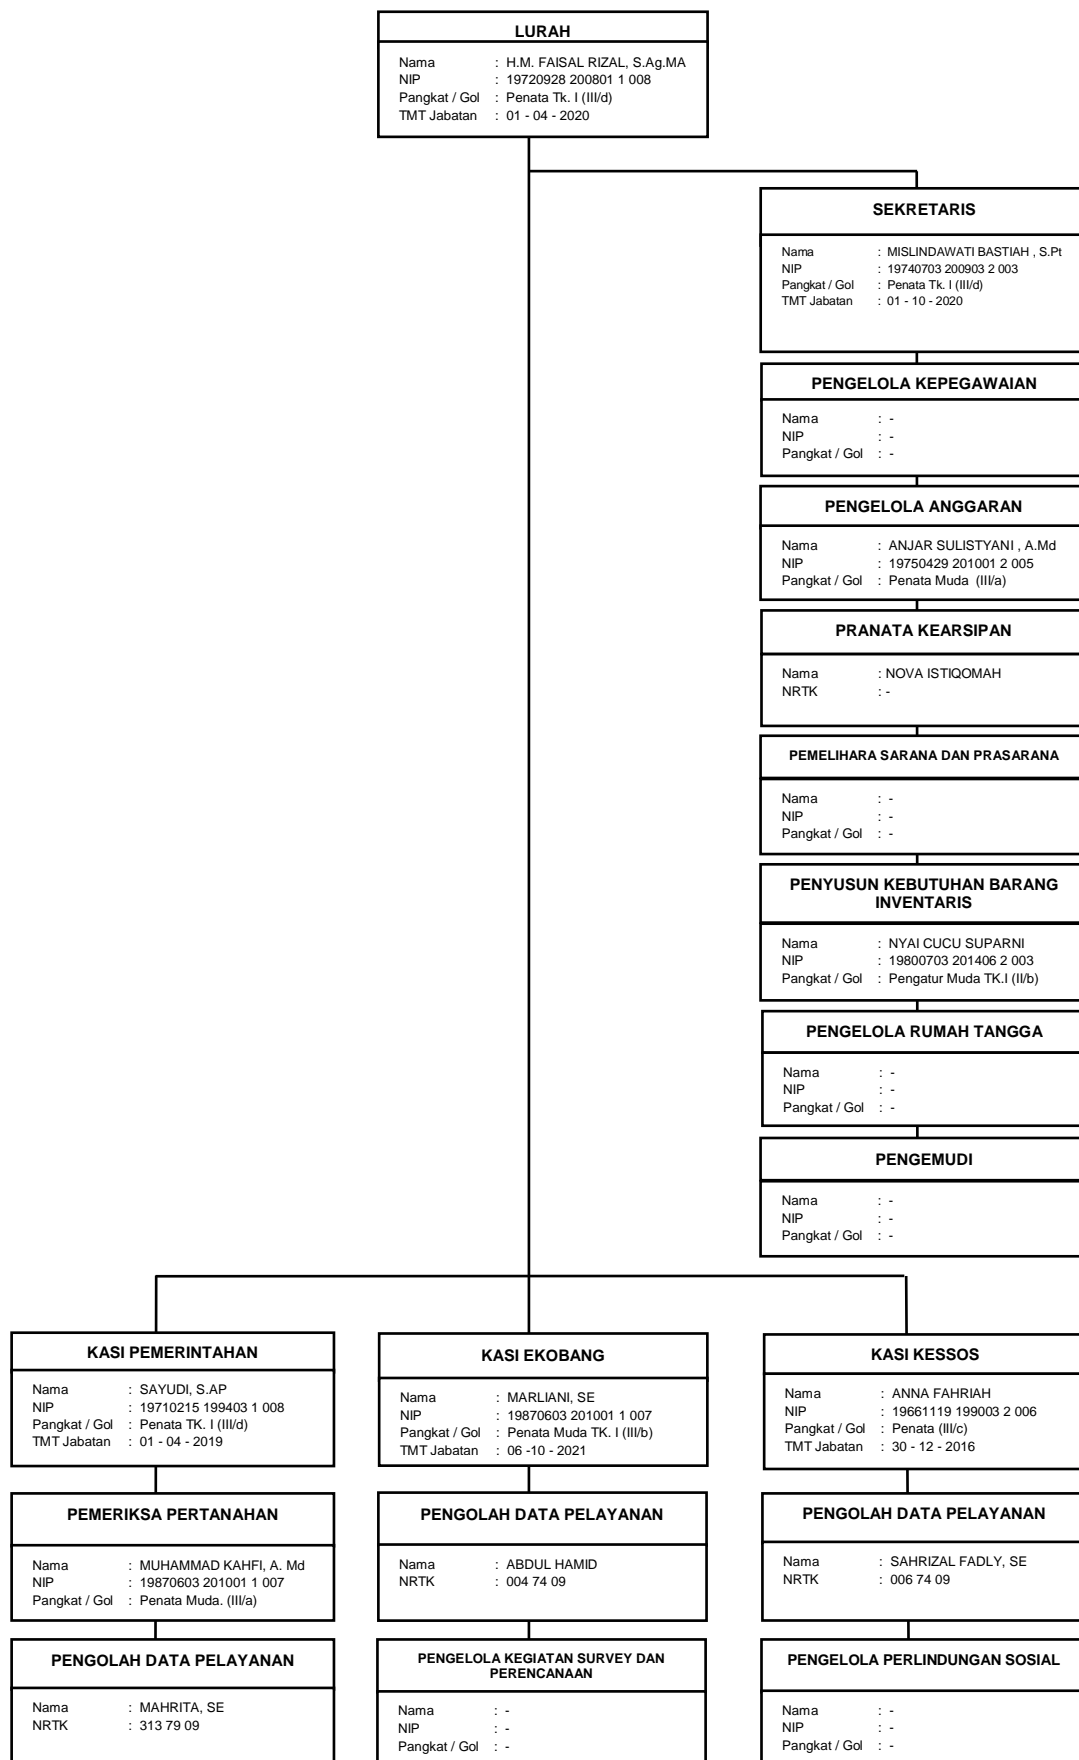 LURAH
Nama : H.M. FAISAL RIZAL, S.Ag.MA
NIP : 19720928 200801 1 008
Pangkat / Gol : Penata Tk. I (III/d)
TMT Jabatan : 01 - 04 - 2020
SEKRETARIS
Nama : MISLINDAWATI BASTIAH , S.Pt
NIP : 19740703 200903 2 003
Pangkat / Gol : Penata Tk. I (III/d)
TMT Jabatan : 01 - 10 - 2020
PENGELOLA KEPEGAWAIAN
Nama : -
NIP : -
Pangkat / Gol : -
PENGELOLA ANGGARAN
Nama : ANJAR SULISTYANI , A.Md
NIP : 19750429 201001 2 005
Pangkat / Gol : Penata Muda (III/a)
PRANATA KEARSIPAN
Nama : NOVA ISTIQOMAH
NRTK : -
PEMELIHARA SARANA DAN PRASARANA
Nama : -
NIP : -
Pangkat / Gol : -
PENYUSUN KEBUTUHAN BARANG
INVENTARIS
Nama : NYAI CUCU SUPARNI
NIP : 19800703 201406 2 003
Pangkat / Gol : Pengatur Muda TK.I (II/b)
PENGELOLA RUMAH TANGGA
Nama : -
NIP : -
Pangkat / Gol : -
PENGEMUDI
Nama : -
NIP : -
Pangkat / Gol : -
KASI PEMERINTAHAN
Nama : SAYUDI, S.AP
NIP : 19710215 199403 1 008
Pangkat / Gol : Penata TK. I (III/d)
TMT Jabatan : 01 - 04 - 2019
KASI EKOBANG
Nama : MARLIANI, SE
NIP : 19870603 201001 1 007
Pangkat / Gol : Penata Muda TK. I (III/b)
TMT Jabatan : 06 -10 - 2021
KASI KESSOS
Nama : ANNA FAHRIAH
NIP : 19661119 199003 2 006
Pangkat / Gol : Penata (III/c)
TMT Jabatan : 30 - 12 - 2016
PEMERIKSA PERTANAHAN
Nama : MUHAMMAD KAHFI, A. Md
NIP : 19870603 201001 1 007
Pangkat / Gol : Penata Muda. (III/a)
PENGOLAH DATA PELAYANAN
Nama : ABDUL HAMID
NRTK : 004 74 09
PENGOLAH DATA PELAYANAN
Nama : SAHRIZAL FADLY, SE
NRTK : 006 74 09
PENGOLAH DATA PELAYANAN
Nama : MAHRITA, SE
NRTK : 313 79 09
PENGELOLA KEGIATAN SURVEY DAN
PERENCANAAN
Nama : -
NIP : -
Pangkat / Gol : -
PENGELOLA PERLINDUNGAN SOSIAL
Nama : -
NIP : -
Pangkat / Gol : -